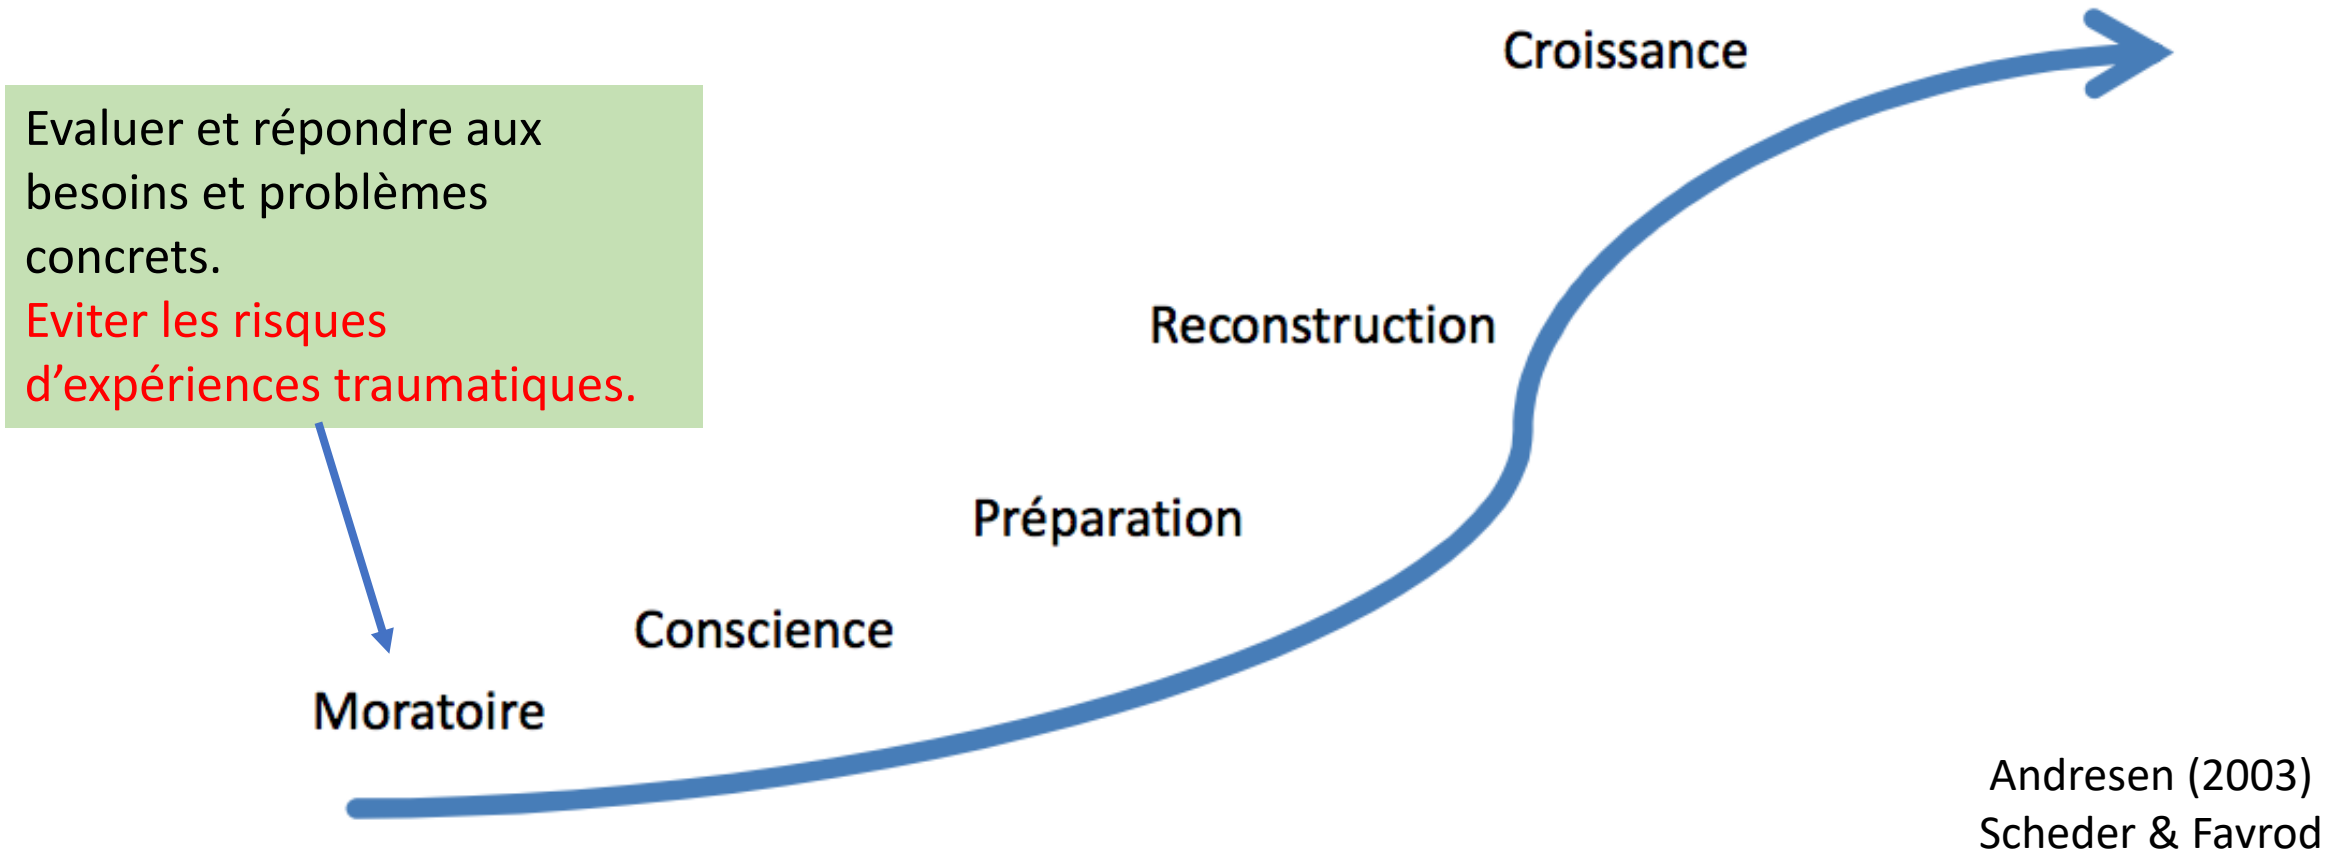 Croissance
Evaluer et répondre aux
besoins et problèmes
concrets.
Eviter les risques
d’expériences traumatiques.
Reconstruction
Préparation
Conscience
Moratoire
Andresen (2003)
Scheder & Favrod